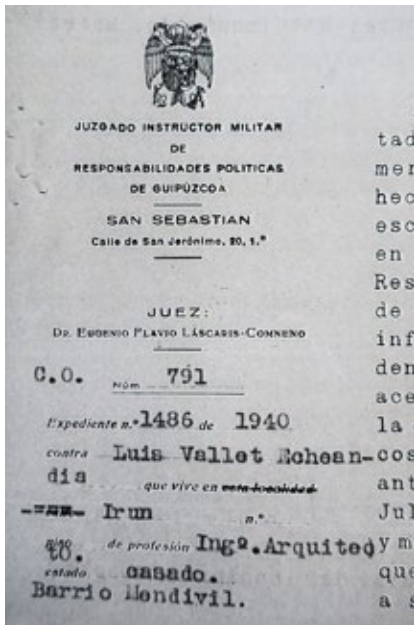 JUZGADO INSTRUCTOR MILITAR
DE
RESPONSABILIDADES POLITICAS
DE GUIPÚZCOA
SAN SEBASTIAN
Calle de San Jerónimo, 20, 1.º
JUEZ:
DR. EUGENIO FLAVIO LÁSCARIS-COMNENO
C.O. Núm 791
Expediente n.º 1486 de 1940
contra Luis Vallet Echean-
dia que vive en esta localidad
Irun n.º
piso to. de profesión Ingº.Arquitec
estado casado.
Barrio Mendivil.
tad
mer
hec
esc
en
Res
de
inf
den
ace
la
cos
ant
Jul
y m
que
a s